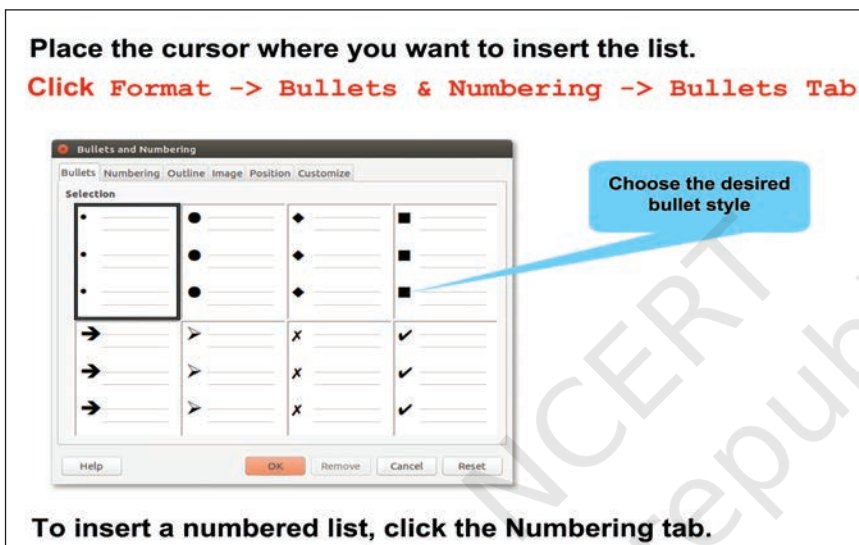 Place the cursor where you want to insert the list.
Click Format -> Bullets & Numbering -> Bullets Tab
Bullets and Numbering
Bullets Numbering Outline Image Position Customize
Selection
Choose the desired
bullet style
Help OK Remove Cancel Reset
To insert a numbered list, click the Numbering tab.
NCERT